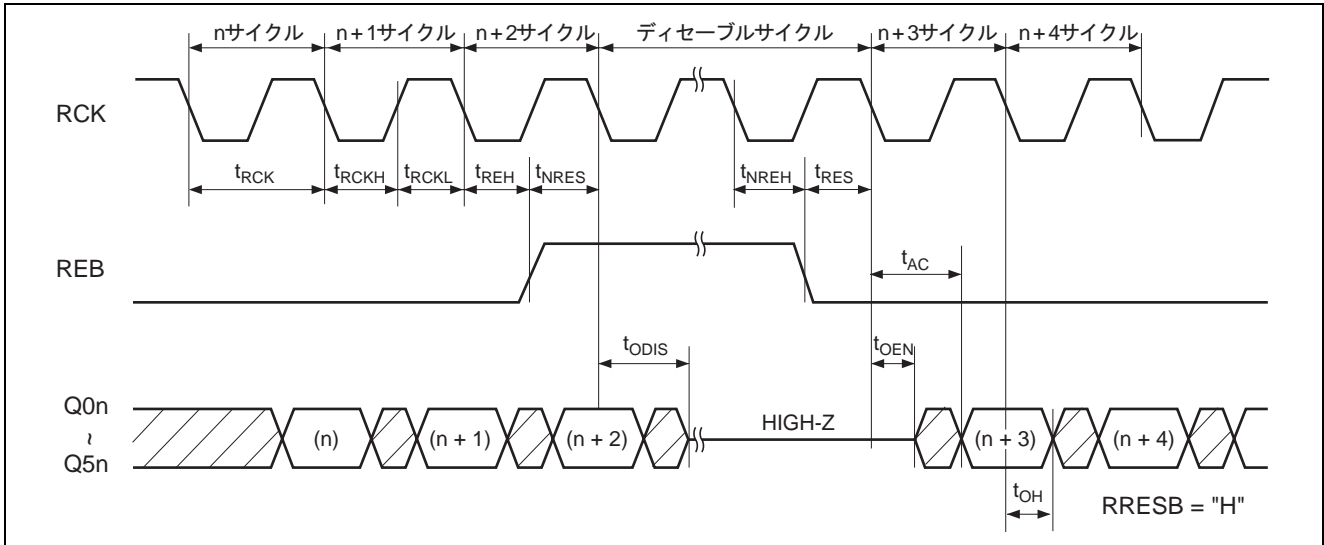 nサイクル n+1サイクル n+2サイクル ディセーブルサイクル n+3サイクル n+4サイクル
RCK
tRCK tRCKH tRCKL tREH tNRES tNREH tRES
REB
tAC
tODIS tOEN
Q0n
~
Q5n
(n) (n + 1) (n + 2) HIGH-Z (n + 3) (n + 4)
tOH
RRESB = "H"